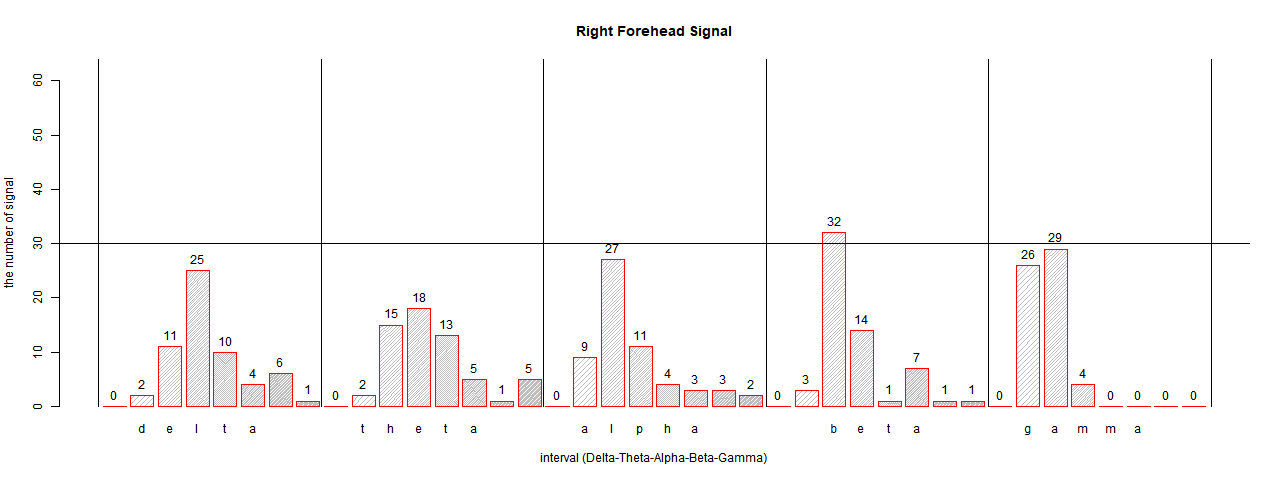 Right Forehead Signal
the number of signal
60
50
40
30
20
10
0
0 2 11 25 10 4 6 1 0 2 15 18 13 5 1 5 0 9 27 11 4 3 3 2 0 3 32 14 1 7 1 1 0 26 29 4 0 0 0 0
d e l t a t h e t a a l p h a b e t a g a m m a
interval (Delta-Theta-Alpha-Beta-Gamma)